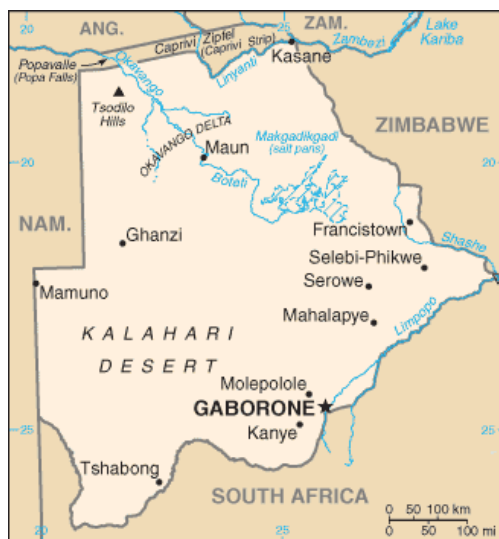 20
25
ANG.
ZAM.
Lake
Kariba
Caprivi Zipfel
(Caprivi Strip)
Zambezi
Popavalle
(Popa Falls)
Okavango
Linyanti
Kasane
Tsodilo
Hills
OKAVANGO DELTA
Makgadikgadi
(salt pans)
ZIMBABWE
20
20
Maun
Boteti
NAM.
Francistown
Shashe
Ghanzi
Selebi-Phikwe
Serowe
Mamuno
Limpopo
Mahalapye
KALAHARI
DESERT
Molepolole
GABORONE
Kanye
25
25
Tshabong
SOUTH AFRICA
0 50 100 km
0 50 100 mi
20
25